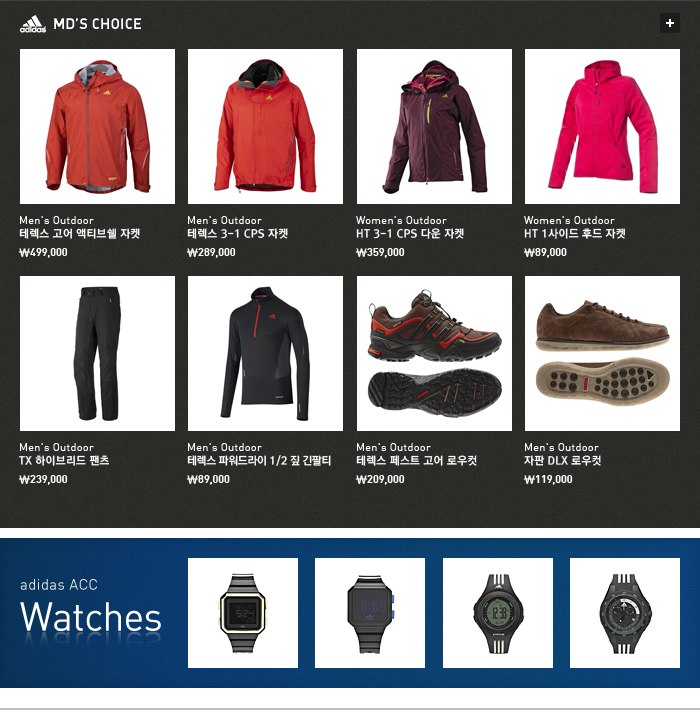 adidas MD'S CHOICE
Men's Outdoor
테렉스 고어 액티브쉘 자켓
₩499,000
Men's Outdoor
테렉스 3-1 CPS 자켓
₩289,000
Women's Outdoor
HT 3-1 CPS 다운 자켓
₩359,000
Women's Outdoor
HT 1사이드 후드 자켓
₩89,000
Men's Outdoor
TX 하이브리드 팬츠
₩239,000
Men's Outdoor
테렉스 파워드라이 1/2 짚 긴팔티
₩89,000
Men's Outdoor
테렉스 페스트 고어 로우컷
₩209,000
Men's Outdoor
자판 DLX 로우컷
₩119,000
adidas ACC
Watches